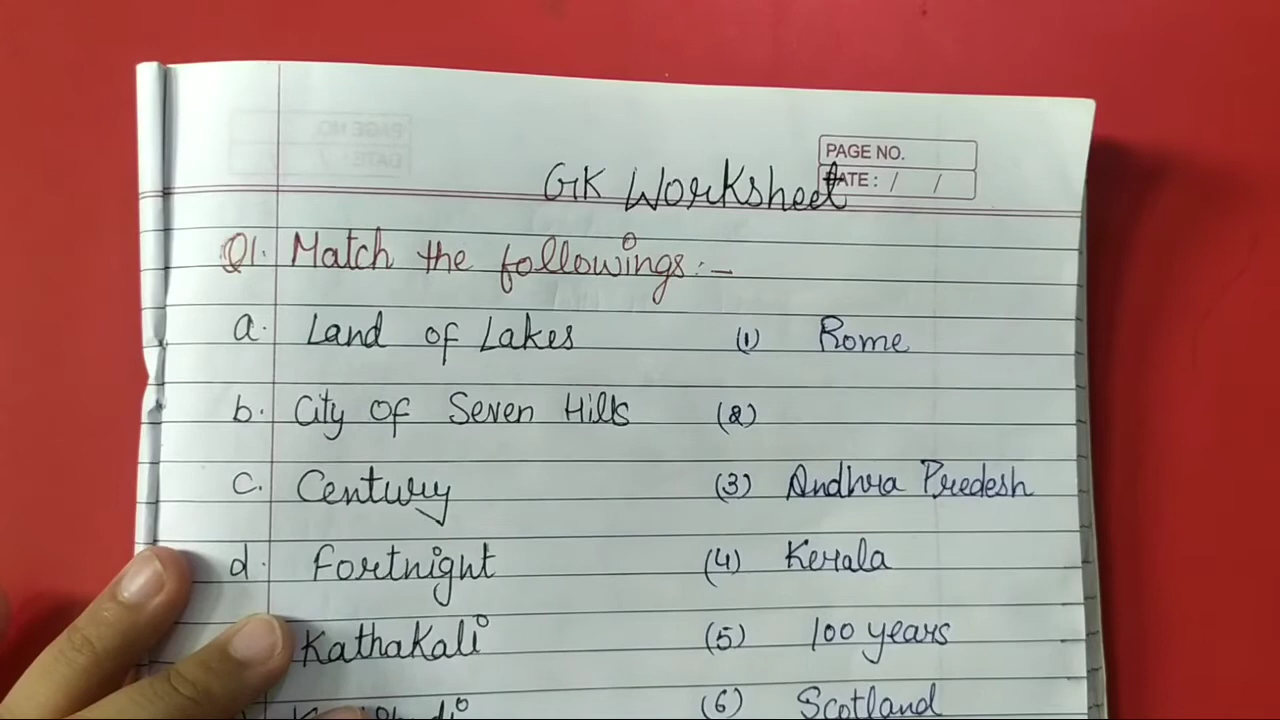 PAGE NO.
DATE: / /
GK Worksheet
Q1. Match the followings:-
a. Land of Lakes (1) Rome
b. City of Seven Hills (2)
c. Century (3) Andhra Predesh
d. Fortnight (4) Kerala
Kathakali (5) 100 years
(6) Scotland